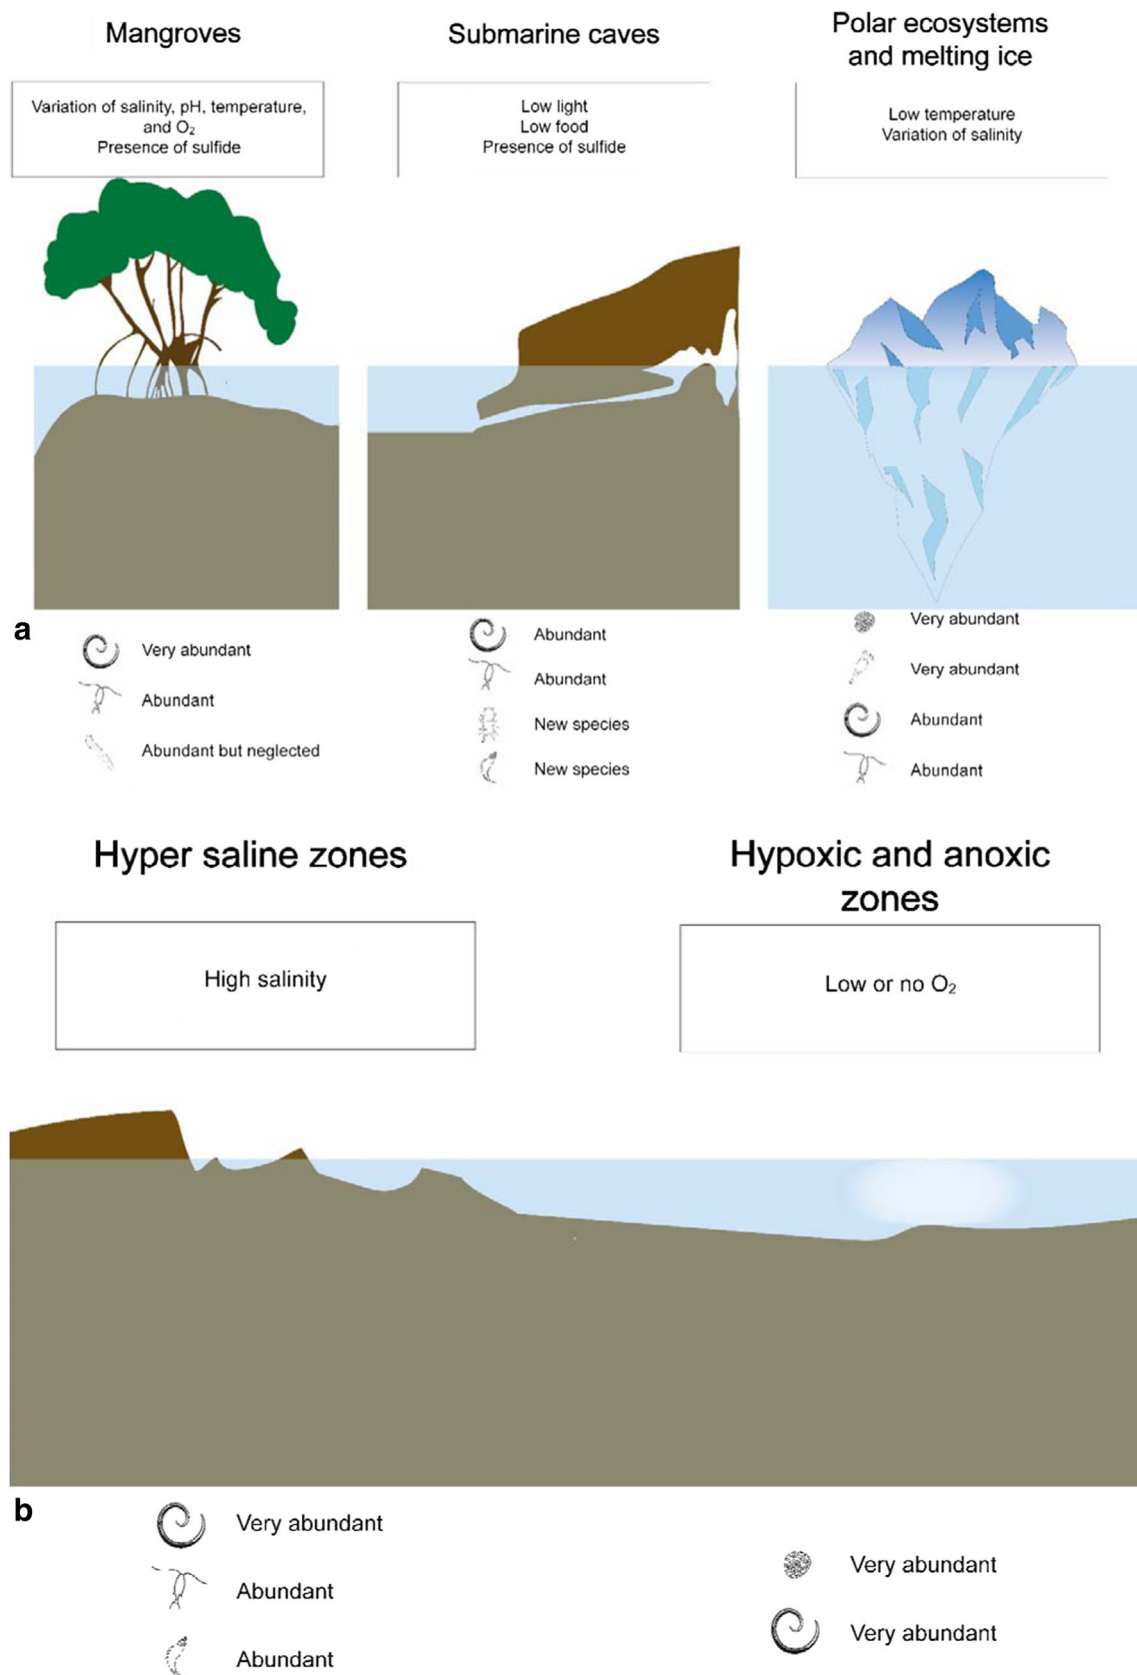 Mangroves
Variation of salinity, pH, temperature,
and O₂
Presence of sulfide
Submarine caves
Low light
Low food
Presence of sulfide
Polar ecosystems
and melting ice
Low temperature
Variation of salinity
a
Very abundant
Abundant
Abundant but neglected
Abundant
Abundant
New species
New species
Very abundant
Very abundant
Abundant
Abundant
Hyper saline zones
High salinity
Hypoxic and anoxic
zones
Low or no O₂
b
Very abundant
Abundant
Abundant
Very abundant
Very abundant